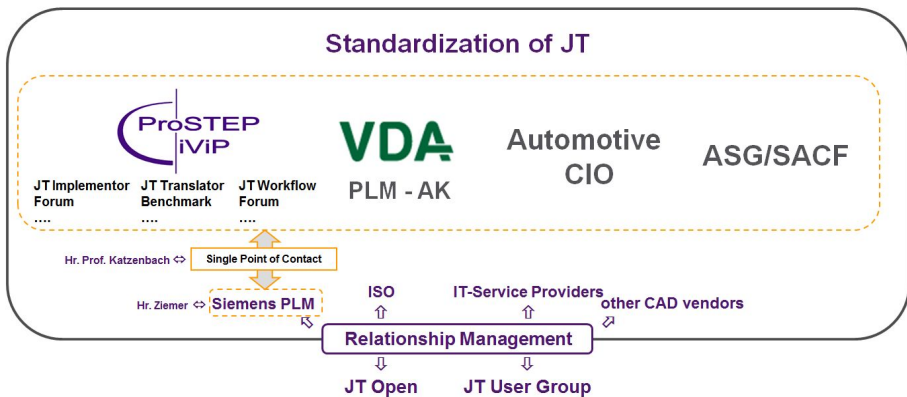 Standardization of JT
ProSTEP
iViP
VDA
PLM - AK
Automotive
CIO
ASG/SACF
JT Implementor
Forum
....
JT Translator
Benchmark
....
JT Workflow
Forum
....
Hr. Prof. Katzenbach ⇔
Single Point of Contact
Hr. Ziemer ⇔
Siemens PLM
ISO
IT-Service Providers
other CAD vendors
Relationship Management
JT Open
JT User Group